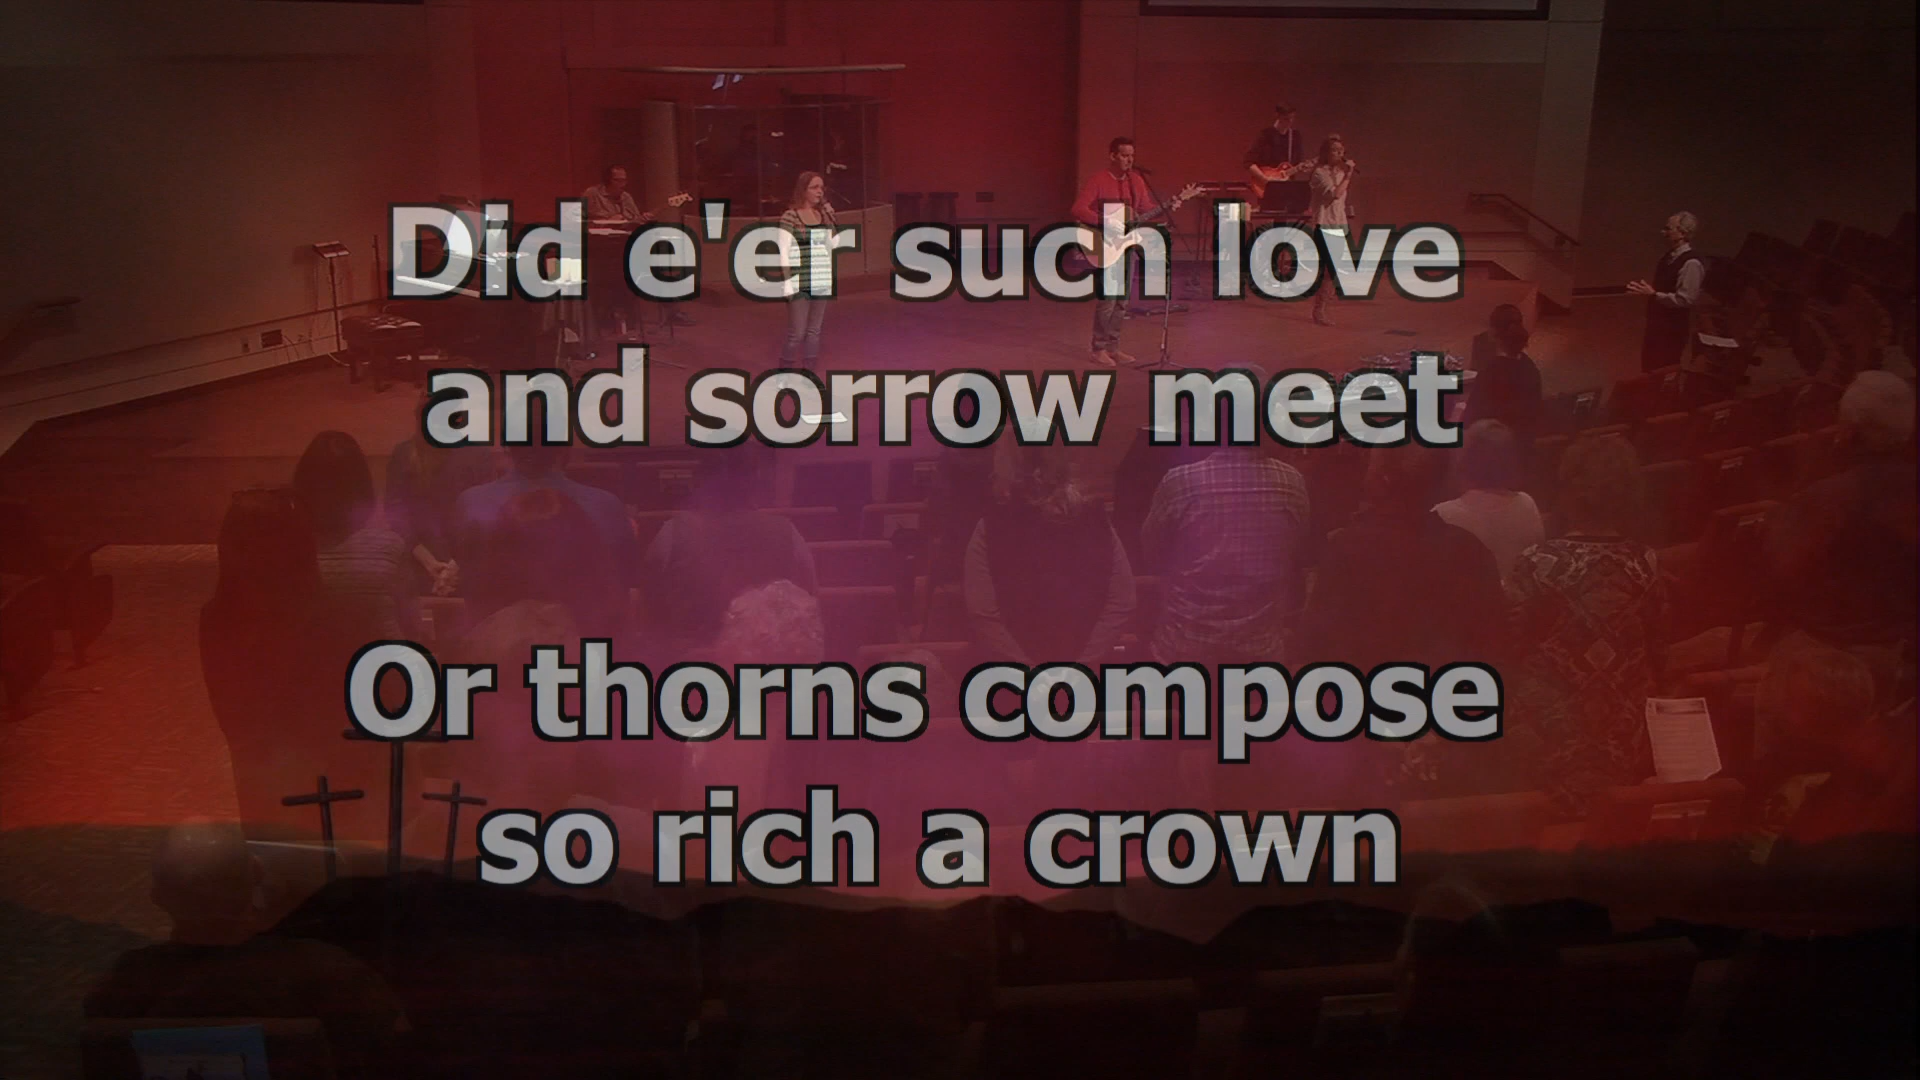 Did e'er such love
and sorrow meet
Or thorns compose
so rich a crown